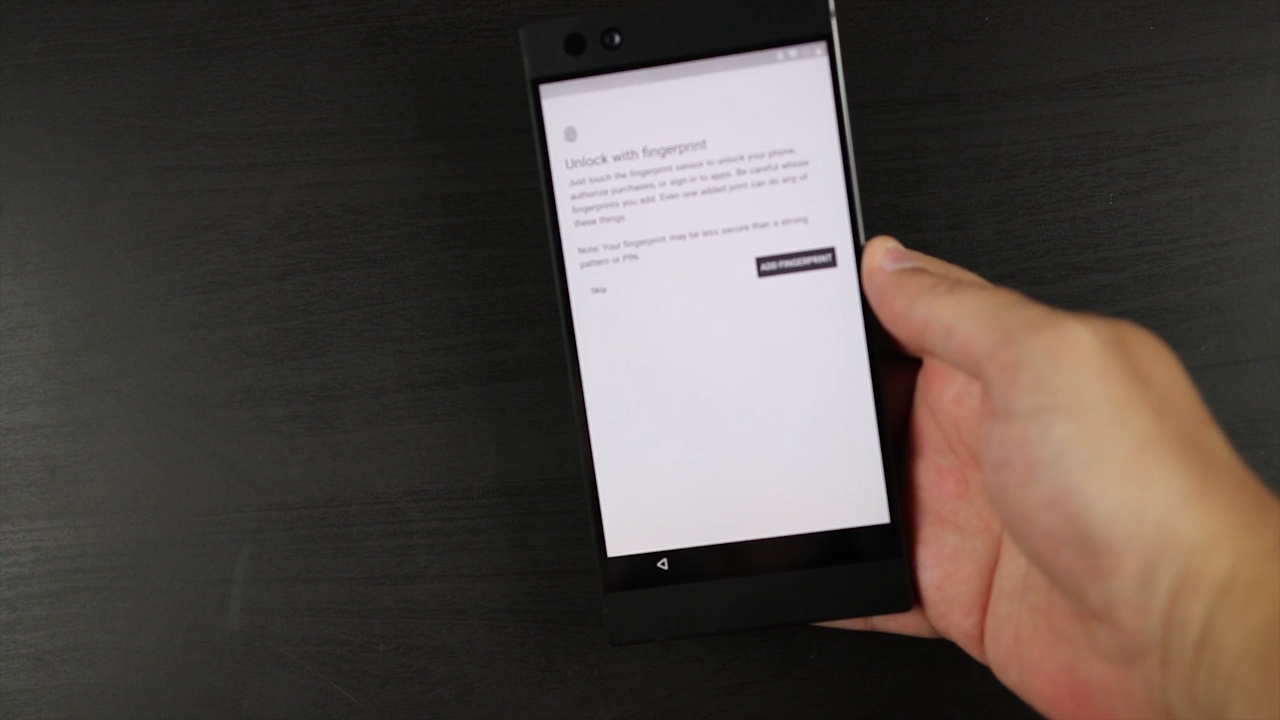 Unlock with fingerprint
Just touch the fingerprint sensor to unlock your phone,
authorize purchases, or sign in to apps. Be careful whose
fingerprints you add. Even one added print can do any of
these things.
Note: Your fingerprint may be less secure than a strong
pattern or PIN.
ADD FINGERPRINT
Skip